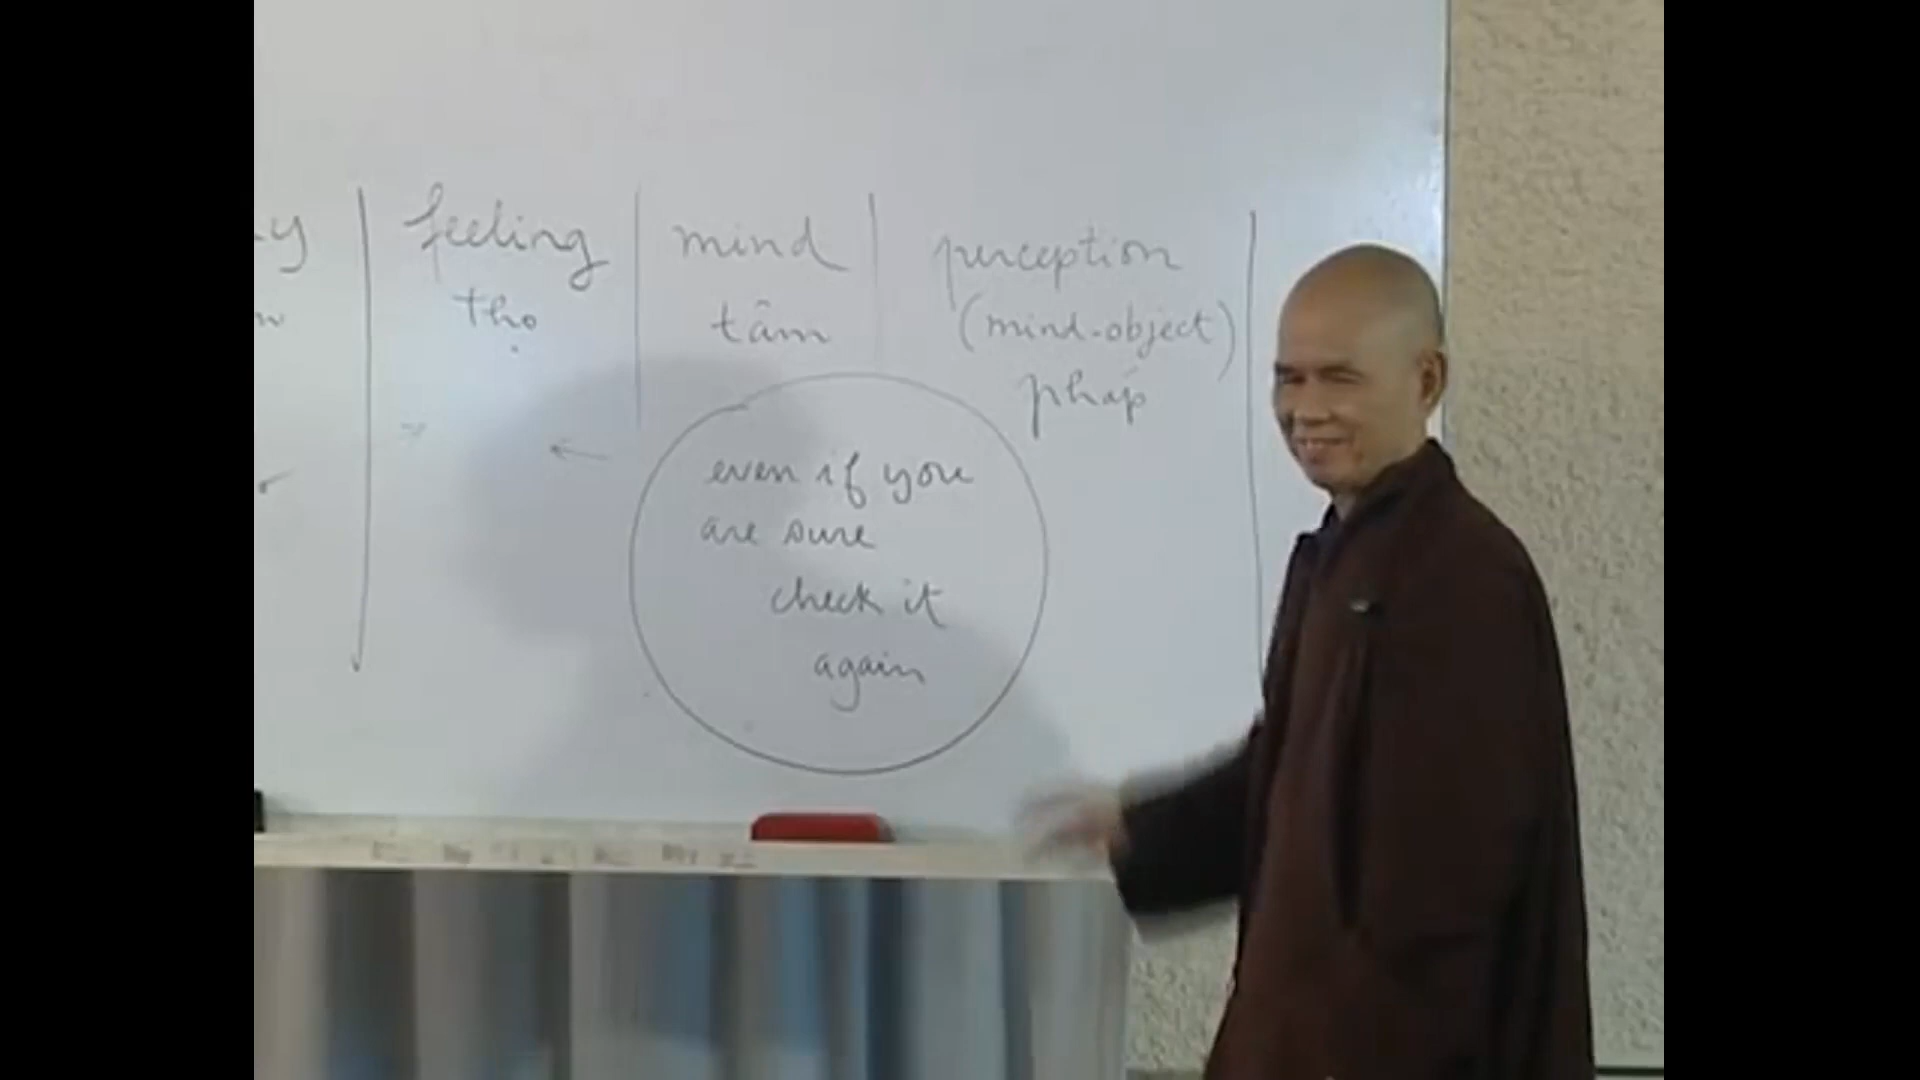 feeling
thọ
mind
tâm
perception
(mind-object)
pháp
even if you
are sure
check it
again